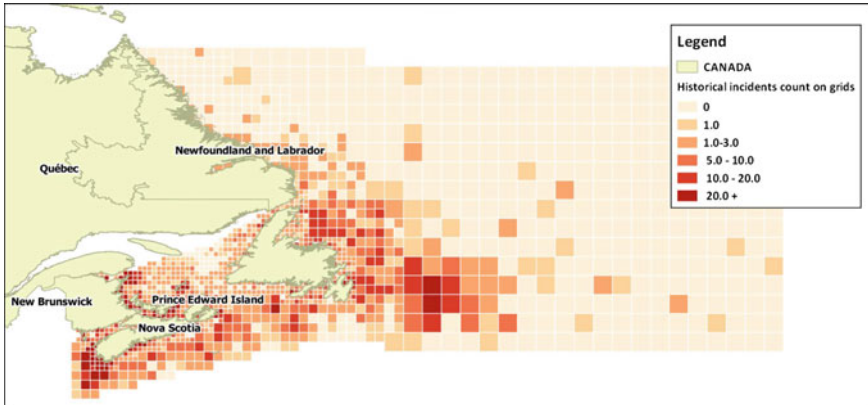 Legend
CANADA
Historical incidents count on grids
0
1.0
1.0-3.0
5.0 - 10.0
10.0 - 20.0
20.0 +
Newfoundland and Labrador
Québec
New Brunswick
Prince Edward Island
Nova Scotia